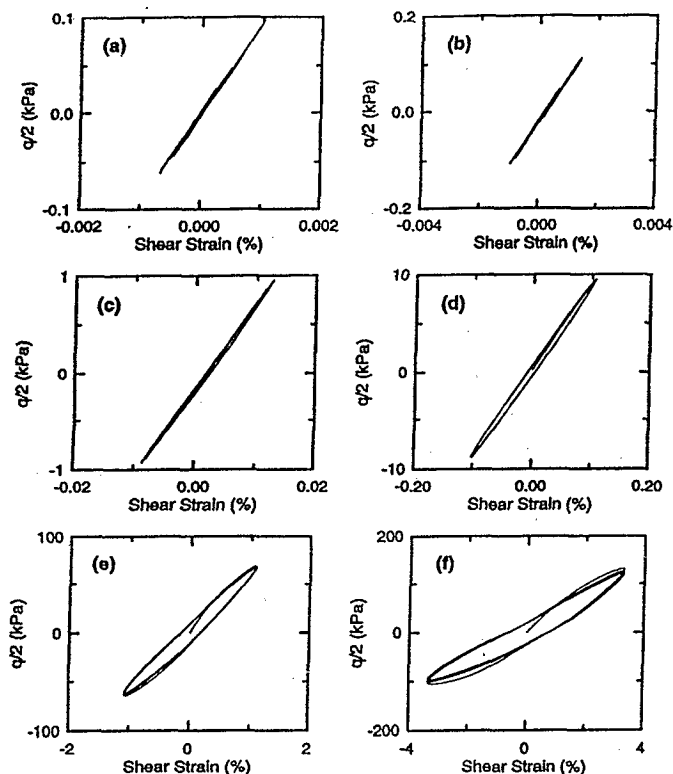 (a)
q/2 (kPa)
0.1
0.0
-0.1
-0.002 0.000 0.002
Shear Strain (%)
(b)
q/2 (kPa)
0.2
0.0
-0.2
-0.004 0.000 0.004
Shear Strain (%)
(c)
q/2 (kPa)
1
0
-1
-0.02 0.00 0.02
Shear Strain (%)
(d)
q/2 (kPa)
10
0
-10
-0.20 0.00 0.20
Shear Strain (%)
(e)
q/2 (kPa)
100
0
-100
-2 0 2
Shear Strain (%)
(f)
q/2 (kPa)
200
0
-200
-4 0 4
Shear Strain (%)